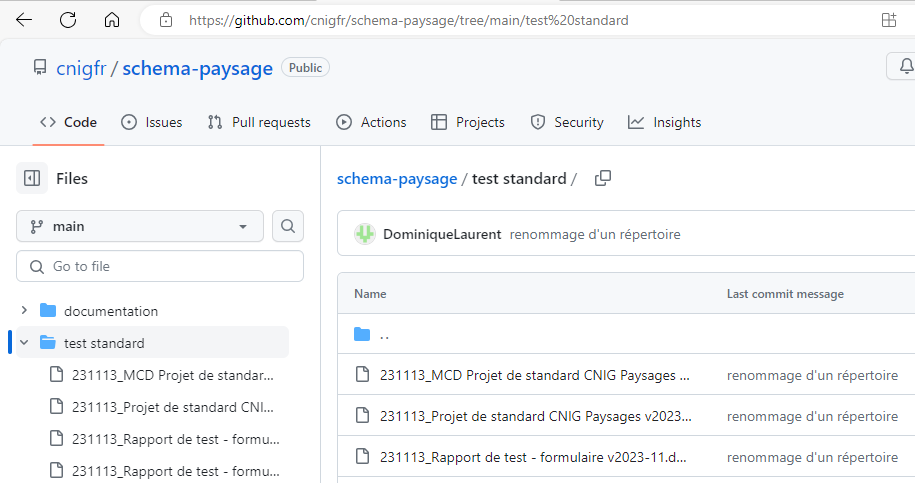 https://github.com/cnigfr/schema-paysage/tree/main/test%20standard
cnigfr / schema-paysage Public
Code Issues Pull requests Actions Projects Security Insights
Files
main
Go to file
documentation
test standard
231113_MCD Projet de standar...
231113_Projet de standard CNI...
231113_Rapport de test - formu...
231113_Rapport de test - formu...
schema-paysage / test standard /
DominiqueLaurent renommage d'un répertoire
Name Last commit message
..
231113_MCD Projet de standard CNIG Paysages ... renommage d'un répertoire
231113_Projet de standard CNIG Paysages v2023... renommage d'un répertoire
231113_Rapport de test - formulaire v2023-11.d... renommage d'un répertoire